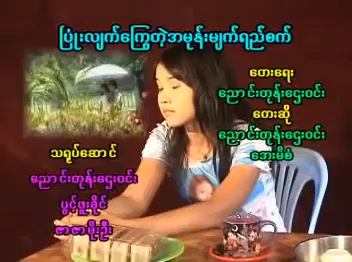 ပြုံးလျက်ကြွေတဲ့အမုန်းမျက်ရည်စက်
တေးရေး
ညောင်းတုန်းဌေးဝင်း
တေးဆို
ညောင်းတုန်းဌေးဝင်း
အေးမိစံ
သရုပ်ဆောင်
ညောင်းတုန်းဌေးဝင်း
ပွင့်ဖူးခိုင်
ဇာဇာမိုးဦး